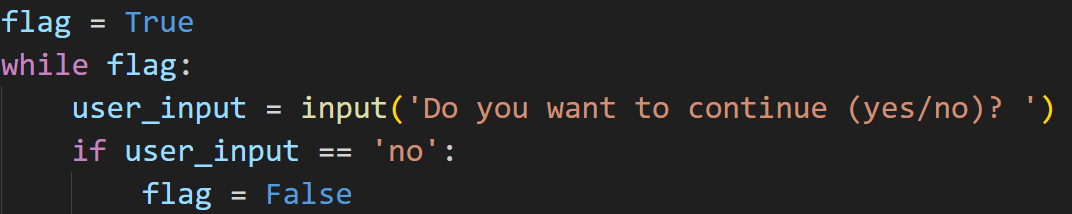 flag = True
while flag:
    user_input = input('Do you want to continue (yes/no)? ')
    if user_input == 'no':
        flag = False